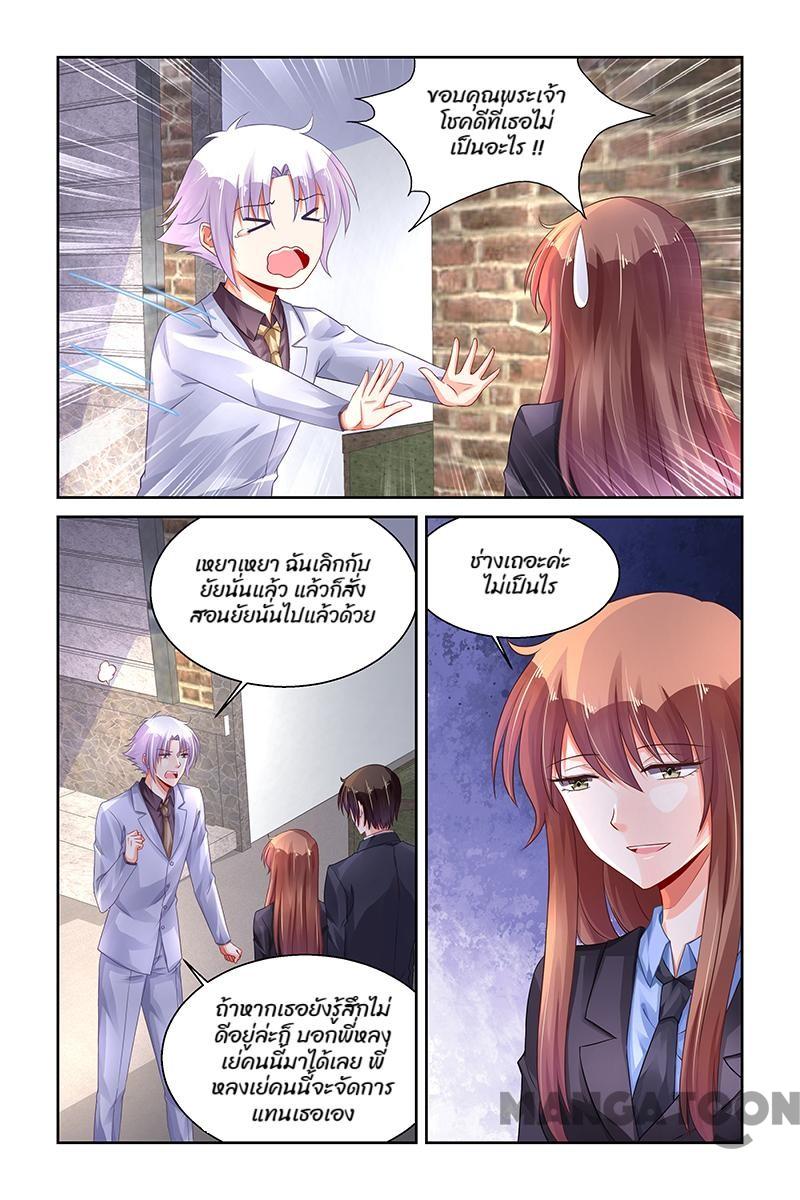 ขอบคุณพระเจ้า
โชคดีที่เธอไม่
เป็นอะไร !!
เหยาเหยา ฉันเลิกกับ
ยัยนั่นแล้ว แล้วก็สั่ง
สอนยัยนั่นไปแล้วด้วย
ช่างเถอะค่ะ
ไม่เป็นไร
ถ้าหากเธอยังรู้สึกไม่
ดีอยู่ล่ะก็ บอกพี่หลง
เย่คนนี้มาได้เลย พี่
หลงเย่คนนี้จะจัดการ
แทนเธอเอง
MANGATOON